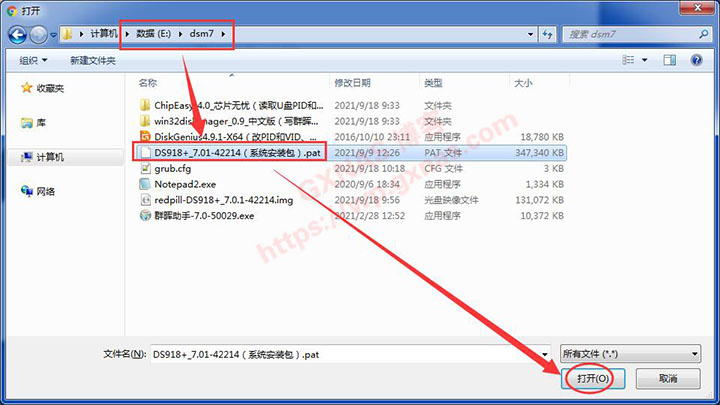 打开
计算机 ▸ 数据 (E:) ▸ dsm7 ▸
搜索 dsm7
组织 新建文件夹
收藏夹
库
计算机
网络
名称 修改日期 类型 大小
ChipEasy_4.0_芯片无忧（读取U盘PID和... 2021/9/18 9:33 文件夹
win32diskimager_0.9_中文版（写群晖... 2021/9/18 9:33 文件夹
DiskGenius4.9.1-X64（改PID和VID、... 2016/10/10 23:11 应用程序 18,780 KB
DS918+_7.01-42214（系统安装包）.pat 2021/9/9 12:26 PAT 文件 347,340 KB
grub.cfg 2021/9/18 10:18 CFG 文件 3 KB
Notepad2.exe 2020/9/6 18:34 应用程序 1,334 KB
redpill-DS918+_7.01-42214.img 2021/9/18 9:56 光盘映像文件 131,072 KB
群晖助手-7.0-50029.exe 2021/2/28 12:52 应用程序 10,372 KB
文件名(N): DS918+_7.01-42214（系统安装包）.pat 所有文件 (*.*)
打开(O) 取消